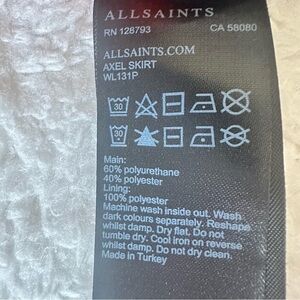 ALLSAINTS
RN 128793 CA 58080
ALLSAINTS.COM
AXEL SKIRT
WL131P
30
30
Main:
60% polyurethane
40% polyester
Lining:
100% polyester
Machine wash inside out. Wash
dark colours separately. Reshape
whilst damp. Dry flat. Do not
tumble dry. Cool iron on reverse
whilst damp. Do not dry clean.
Made in Turkey